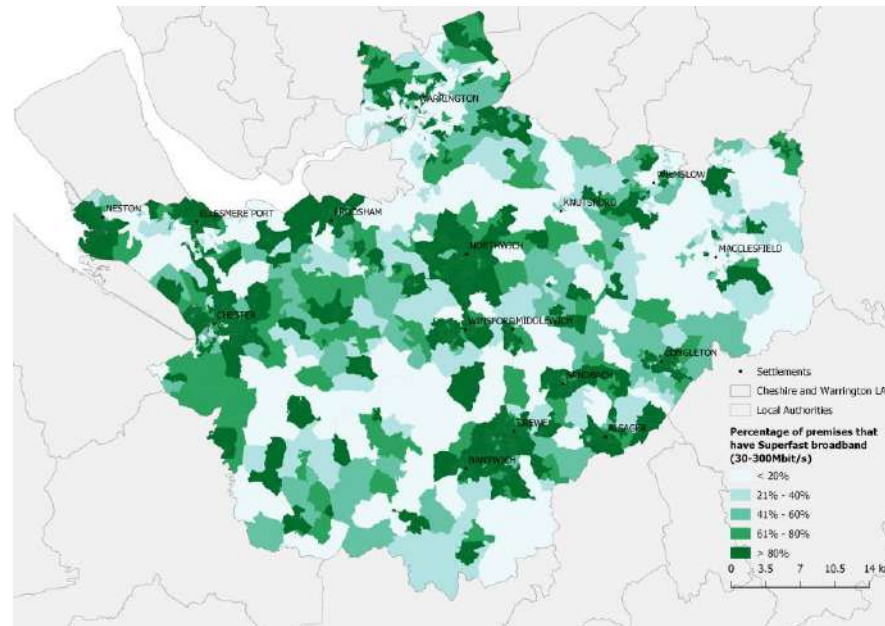 WARRINGTON
WILMSLOW
NESTON
ELLESMERE PORT
FRODSHAM
KNUTSFORD
NORTHWICH
MACCLESFIELD
CHESTER
WINSFORD
MIDDLEWICH
CONGLETON
SANDBACH
CREWE
ALSAGER
NANTWICH
Settlements
Cheshire and Warrington LA
Local Authorities
Percentage of premises that
have Superfast broadband
(30-300Mbit/s)
< 20%
21% - 40%
41% - 60%
61% - 80%
> 80%
0 3.5 7 10.5 14 k